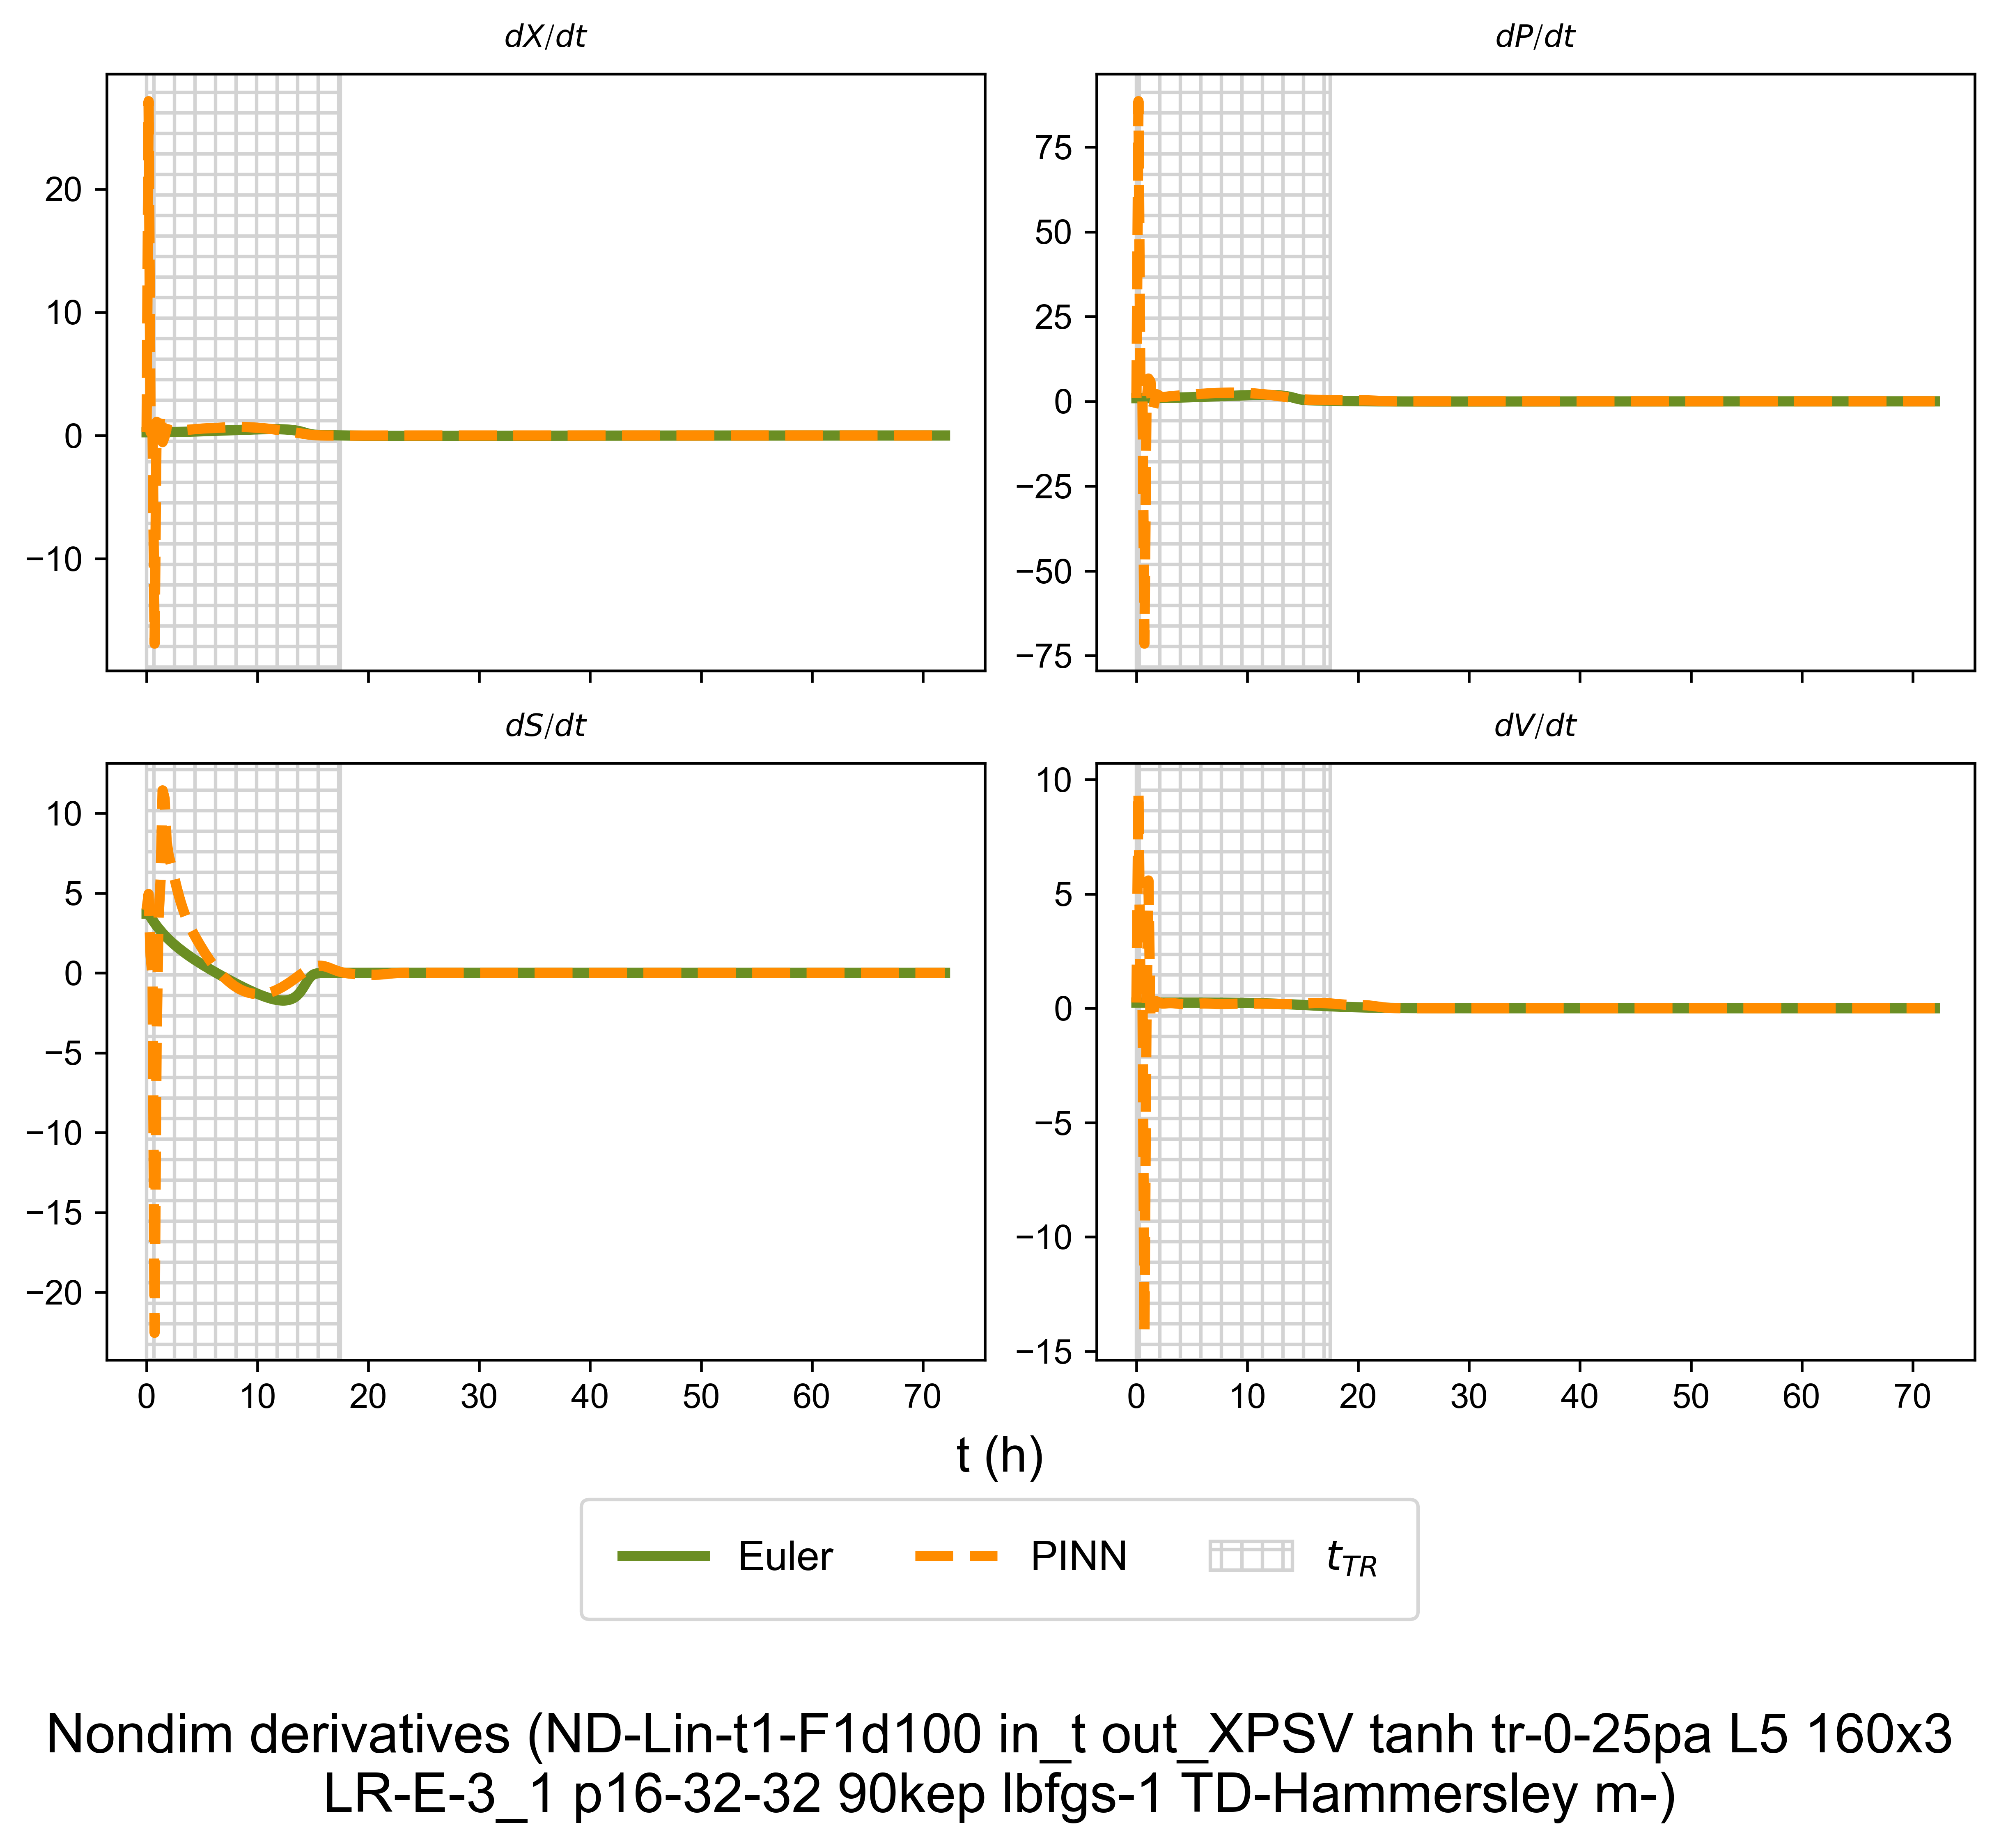 dX/dt
dP/dt
20
10
0
−10
75
50
25
0
−25
−50
−75
dS/dt
dV/dt
10
5
0
−5
−10
−15
−20
10
5
0
−5
−10
−15
0 10 20 30 40 50 60 70
0 10 20 30 40 50 60 70
t (h)
Euler PINN t_TR
Nondim derivatives (ND-Lin-t1-F1d100 in_t out_XPSV tanh tr-0-25pa L5 160x3
LR-E-3_1 p16-32-32 90kep lbfgs-1 TD-Hammersley m-)